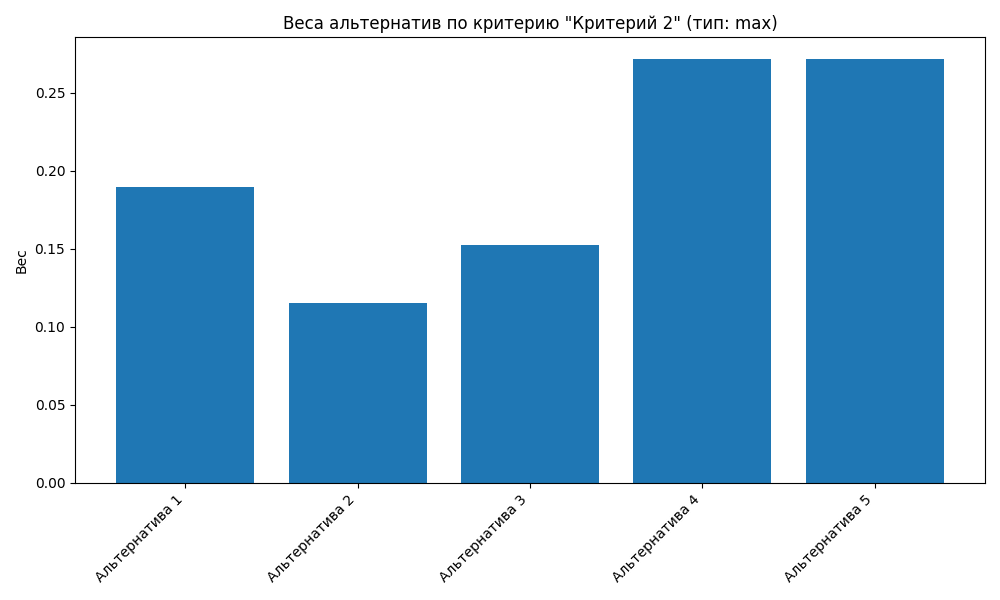 Веса альтернатив по критерию "Критерий 2" (тип: max)
Вес
0.25
0.20
0.15
0.10
0.05
0.00
Альтернатива 1
Альтернатива 2
Альтернатива 3
Альтернатива 4
Альтернатива 5